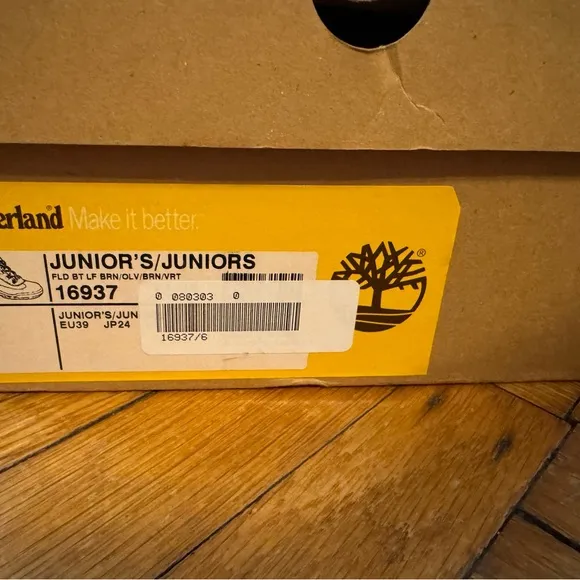 erland Make it better.
JUNIOR'S/JUNIORS
FLD BT LF BRN/OLV/BRN/VRT
16937
0 080303 0
JUNIOR'S/JUN
EU39 JP24
16937/6
®